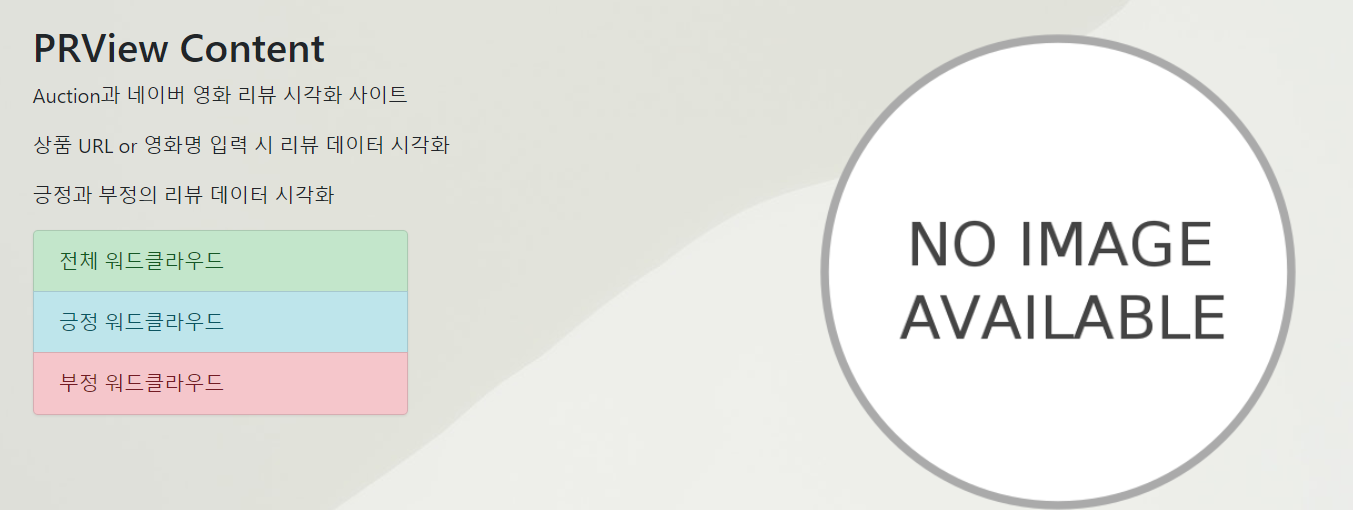 PRView Content
Auction과 네이버 영화 리뷰 시각화 사이트
상품 URL or 영화명 입력 시 리뷰 데이터 시각화
긍정과 부정의 리뷰 데이터 시각화
전체 워드클라우드
긍정 워드클라우드
부정 워드클라우드
NO IMAGE
AVAILABLE